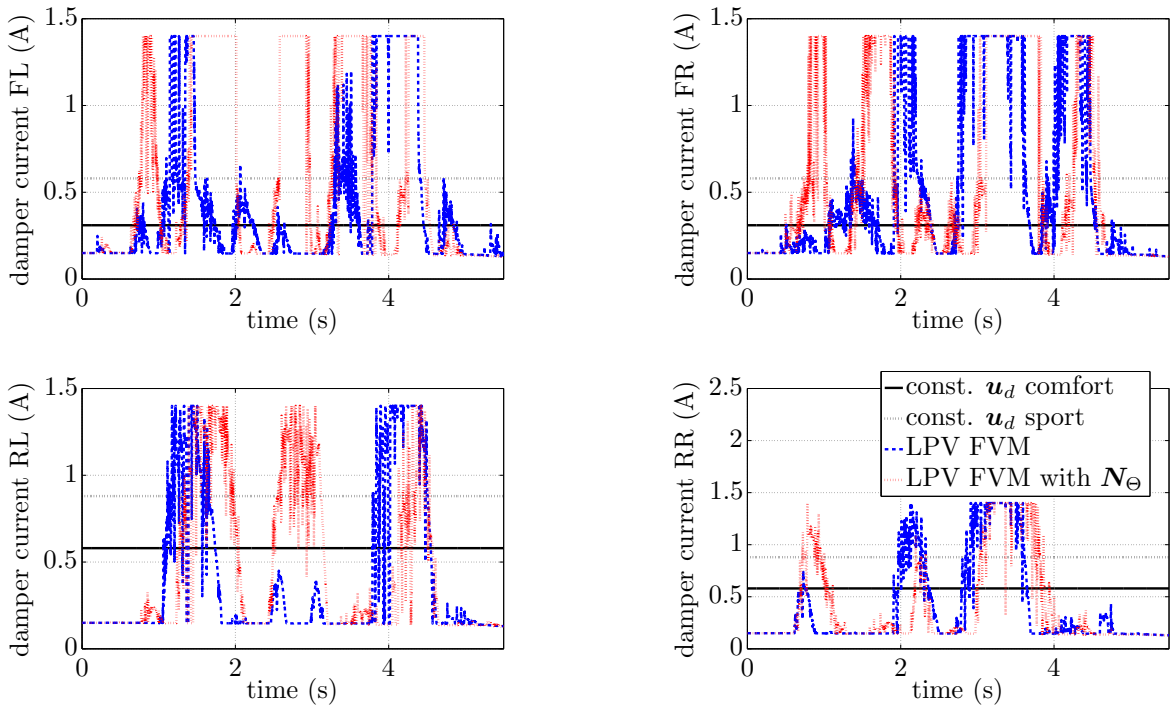 damper current FL (A)
1.5
1
0.5
0
0
2
4
time (s)
damper current FR (A)
1.5
1
0.5
0
0
2
4
time (s)
damper current RL (A)
1.5
1
0.5
0
0
2
4
time (s)
damper current RR (A)
2.5
2
1.5
1
0.5
0
0
2
4
time (s)
const. u_d comfort
const. u_d sport
LPV FVM
LPV FVM with N_Θ